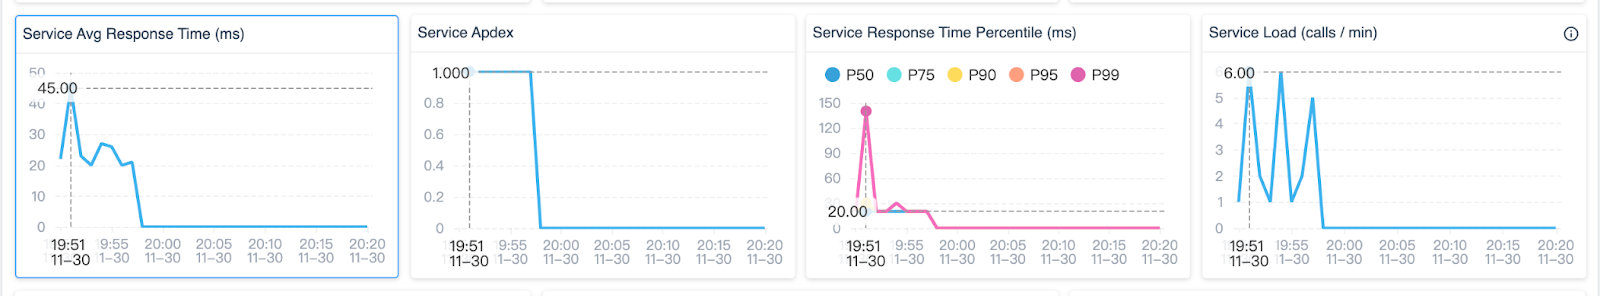 Service Avg Response Time (ms)
50
45.00
40
30
20
10
0
19:51 9:55 20:00 20:05 20:10 20:15 20:20
11–30 1–30 11–30 11–30 11–30 11–30 11–30
Service Apdex
1.000
0.8
0.6
0.4
0.2
0
19:51 9:55 20:00 20:05 20:10 20:15 20:20
11–30 1–30 11–30 11–30 11–30 11–30 11–30
Service Response Time Percentile (ms)
P50 P75 P90 P95 P99
150
120
90
60
20.00
0
19:51 9:55 20:00 20:05 20:10 20:15 20:20
11–30 1–30 11–30 11–30 11–30 11–30 11–30
Service Load (calls / min)
6.00
5
4
3
2
1
0
19:51 9:55 20:00 20:05 20:10 20:15 20:20
11–30 1–30 11–30 11–30 11–30 11–30 11–30